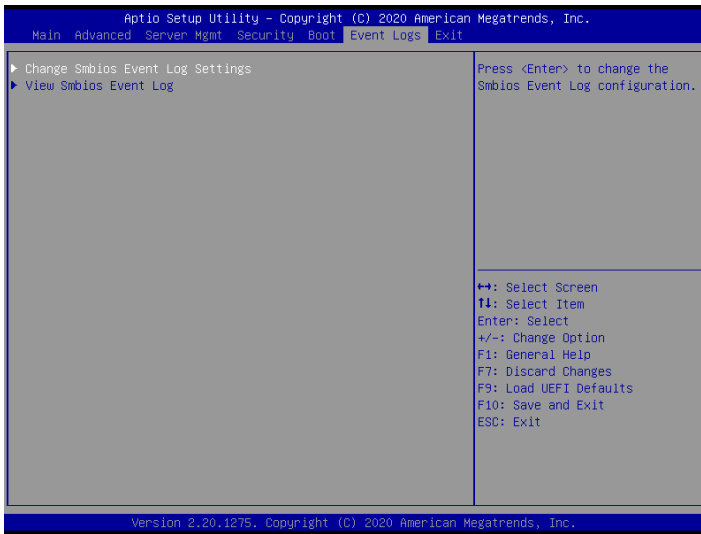 Aptio Setup Utility – Copyright (C) 2020 American Megatrends, Inc.
Main Advanced Server Mgmt Security Boot Event Logs Exit
▶ Change Smbios Event Log Settings
▶ View Smbios Event Log
Press <Enter> to change the
Smbios Event Log configuration.
↔: Select Screen
↑↓: Select Item
Enter: Select
+/-: Change Option
F1: General Help
F7: Discard Changes
F9: Load UEFI Defaults
F10: Save and Exit
ESC: Exit
Version 2.20.1275. Copyright (C) 2020 American Megatrends, Inc.